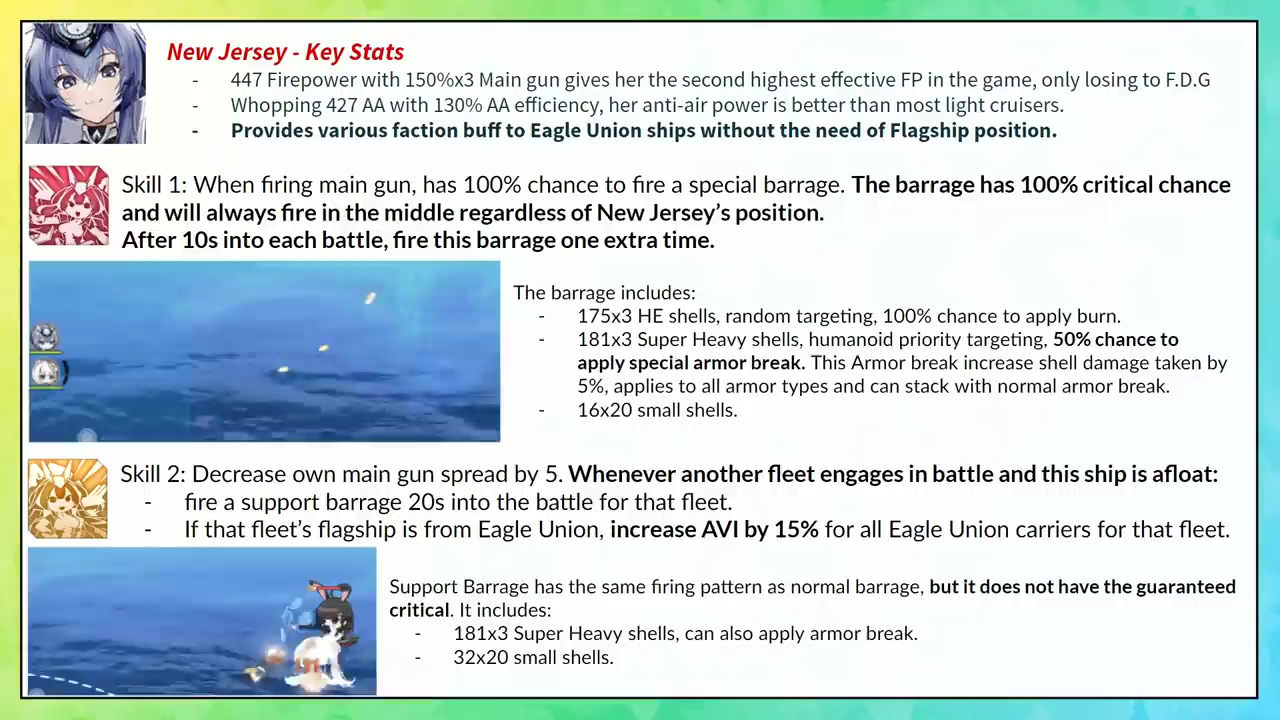 New Jersey - Key Stats
- 447 Firepower with 150%x3 Main gun gives her the second highest effective FP in the game, only losing to F.D.G
- Whopping 427 AA with 130% AA efficiency, her anti-air power is better than most light cruisers.
- Provides various faction buff to Eagle Union ships without the need of Flagship position.
Skill 1: When firing main gun, has 100% chance to fire a special barrage. The barrage has 100% critical chance
and will always fire in the middle regardless of New Jersey's position.
After 10s into each battle, fire this barrage one extra time.
The barrage includes:
- 175x3 HE shells, random targeting, 100% chance to apply burn.
- 181x3 Super Heavy shells, humanoid priority targeting, 50% chance to
apply special armor break. This Armor break increase shell damage taken by
5%, applies to all armor types and can stack with normal armor break.
- 16x20 small shells.
Skill 2: Decrease own main gun spread by 5. Whenever another fleet engages in battle and this ship is afloat:
- fire a support barrage 20s into the battle for that fleet.
- If that fleet's flagship is from Eagle Union, increase AVI by 15% for all Eagle Union carriers for that fleet.
Support Barrage has the same firing pattern as normal barrage, but it does not have the guaranteed
critical. It includes:
- 181x3 Super Heavy shells, can also apply armor break.
- 32x20 small shells.